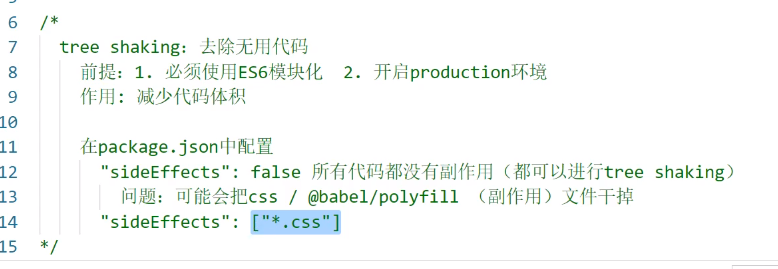 6 /*
7 tree shaking: 去除无用代码
8 前提: 1. 必须使用ES6模块化 2. 开启production环境
9 作用: 减少代码体积
10
11 在package.json中配置
12 "sideEffects": false 所有代码都没有副作用（都可以进行tree shaking）
13 问题: 可能会把css / @babel/polyfill （副作用）文件干掉
14 "sideEffects": ["*.css"]
15 */